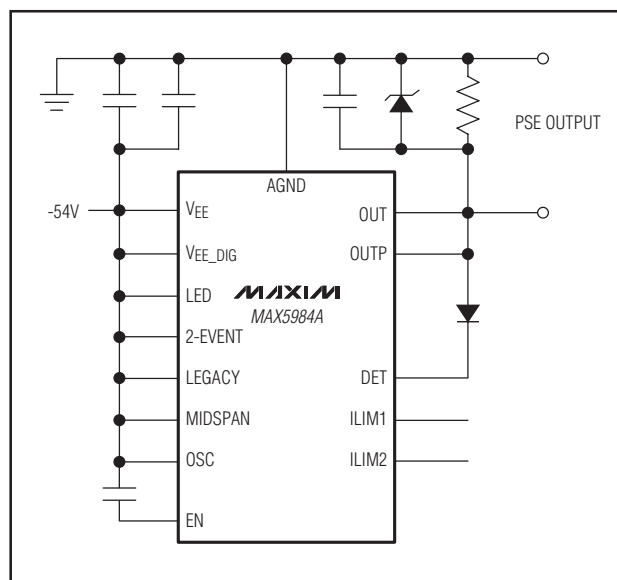 PSE OUTPUT
AGND
-54V
VEE
OUT
VEE_DIG
OUTP
LED
MAXIM
MAX5984A
2-EVENT
LEGACY
DET
MIDSPAN
ILIM1
OSC
ILIM2
EN